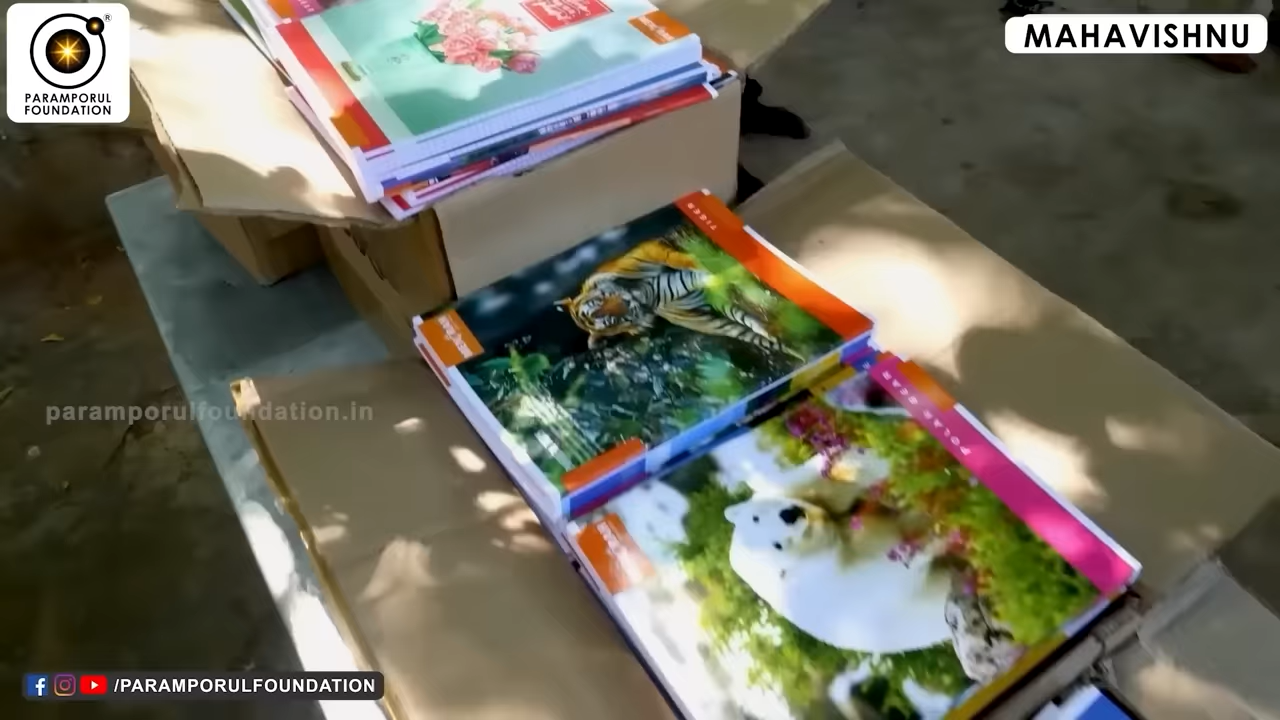 PARAMPORUL
FOUNDATION
®
MAHAVISHNU
TIGER
POLAR BEAR
paramporulfoundation.in
/PARAMPORULFOUNDATION